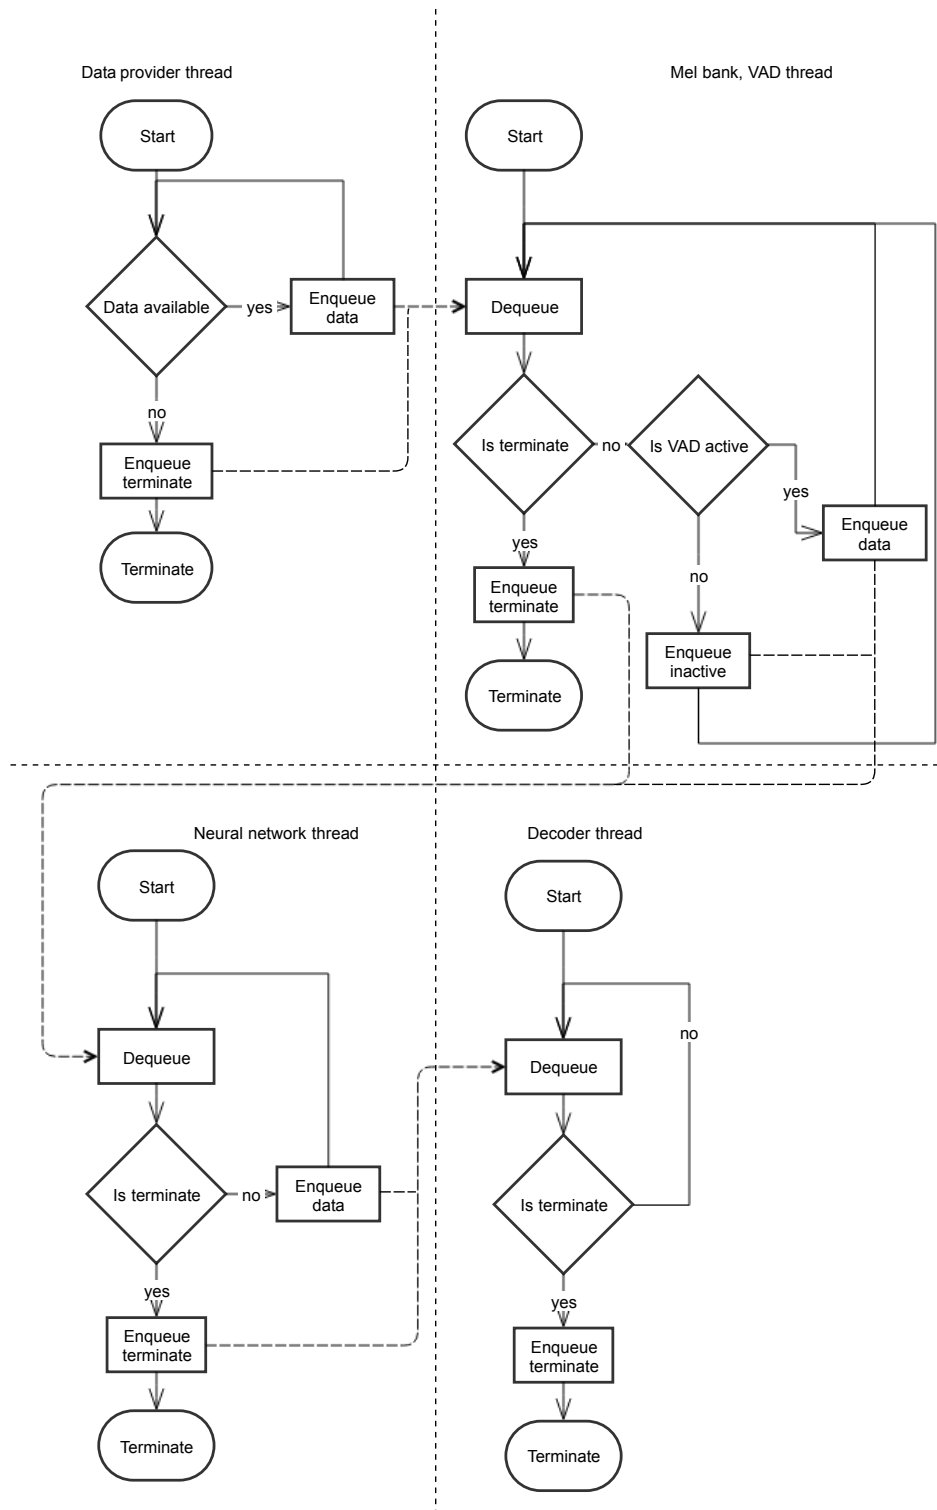 Data provider thread
Start
Data available
yes
Enqueue
data
no
Enqueue
terminate
Terminate
Mel bank, VAD thread
Start
Dequeue
Is terminate
no
Is VAD active
yes
Enqueue
data
yes
no
Enqueue
terminate
Enqueue
inactive
Terminate
Neural network thread
Start
Dequeue
Is terminate
no
Enqueue
data
yes
Enqueue
terminate
Terminate
Decoder thread
Start
no
Dequeue
Is terminate
yes
Enqueue
terminate
Terminate